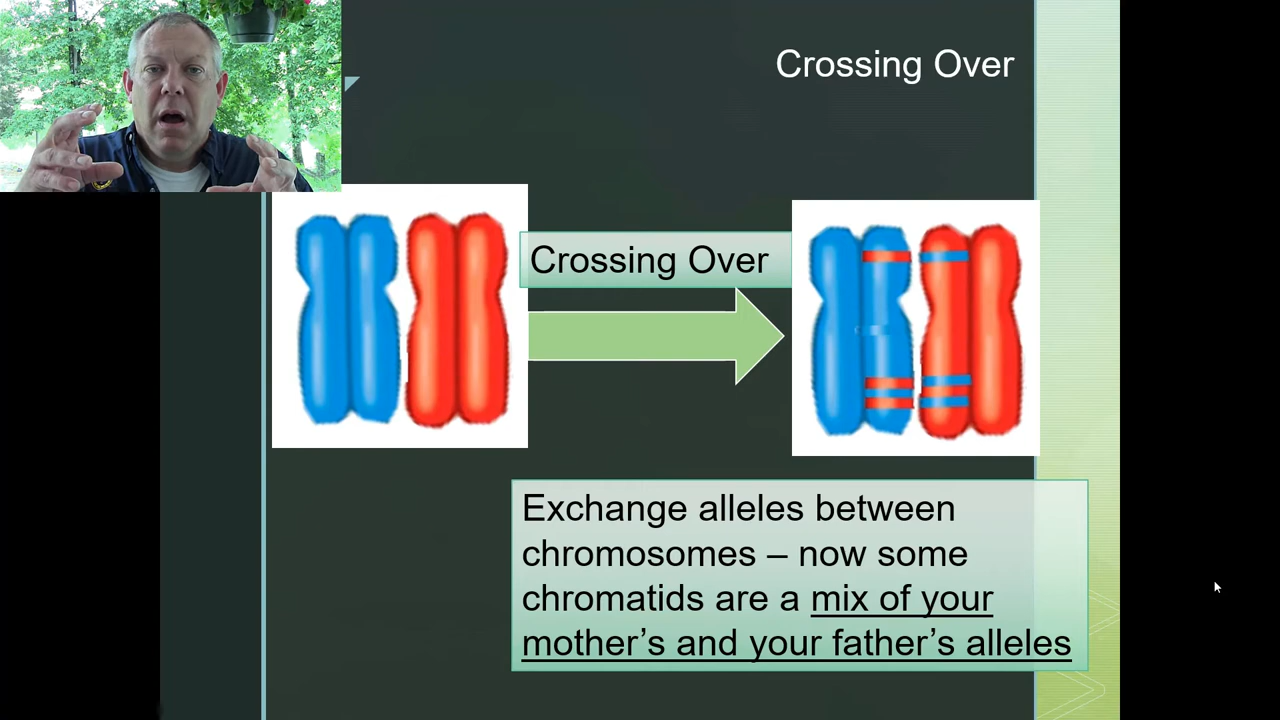 Crossing Over
Crossing Over
Exchange alleles between
chromosomes – now some
chromatids are a mix of your
mother’s and your father’s alleles